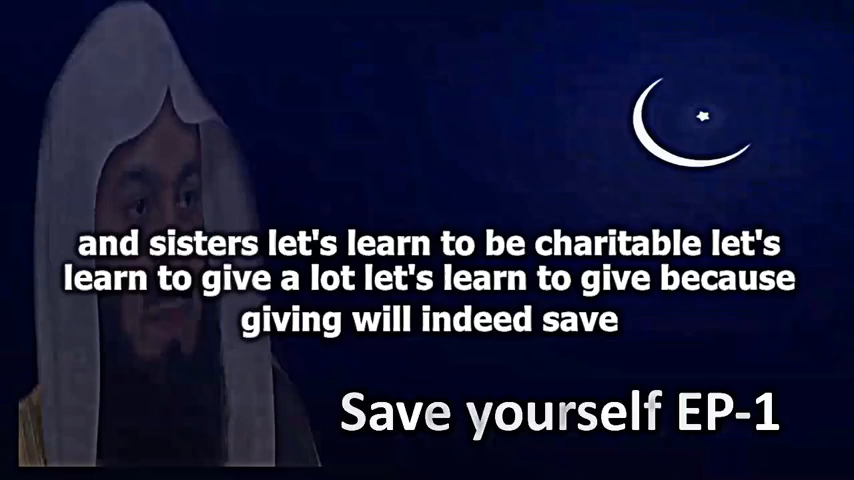 and sisters let's learn to be charitable let's
learn to give a lot let's learn to give because
giving will indeed save
Save yourself EP-1